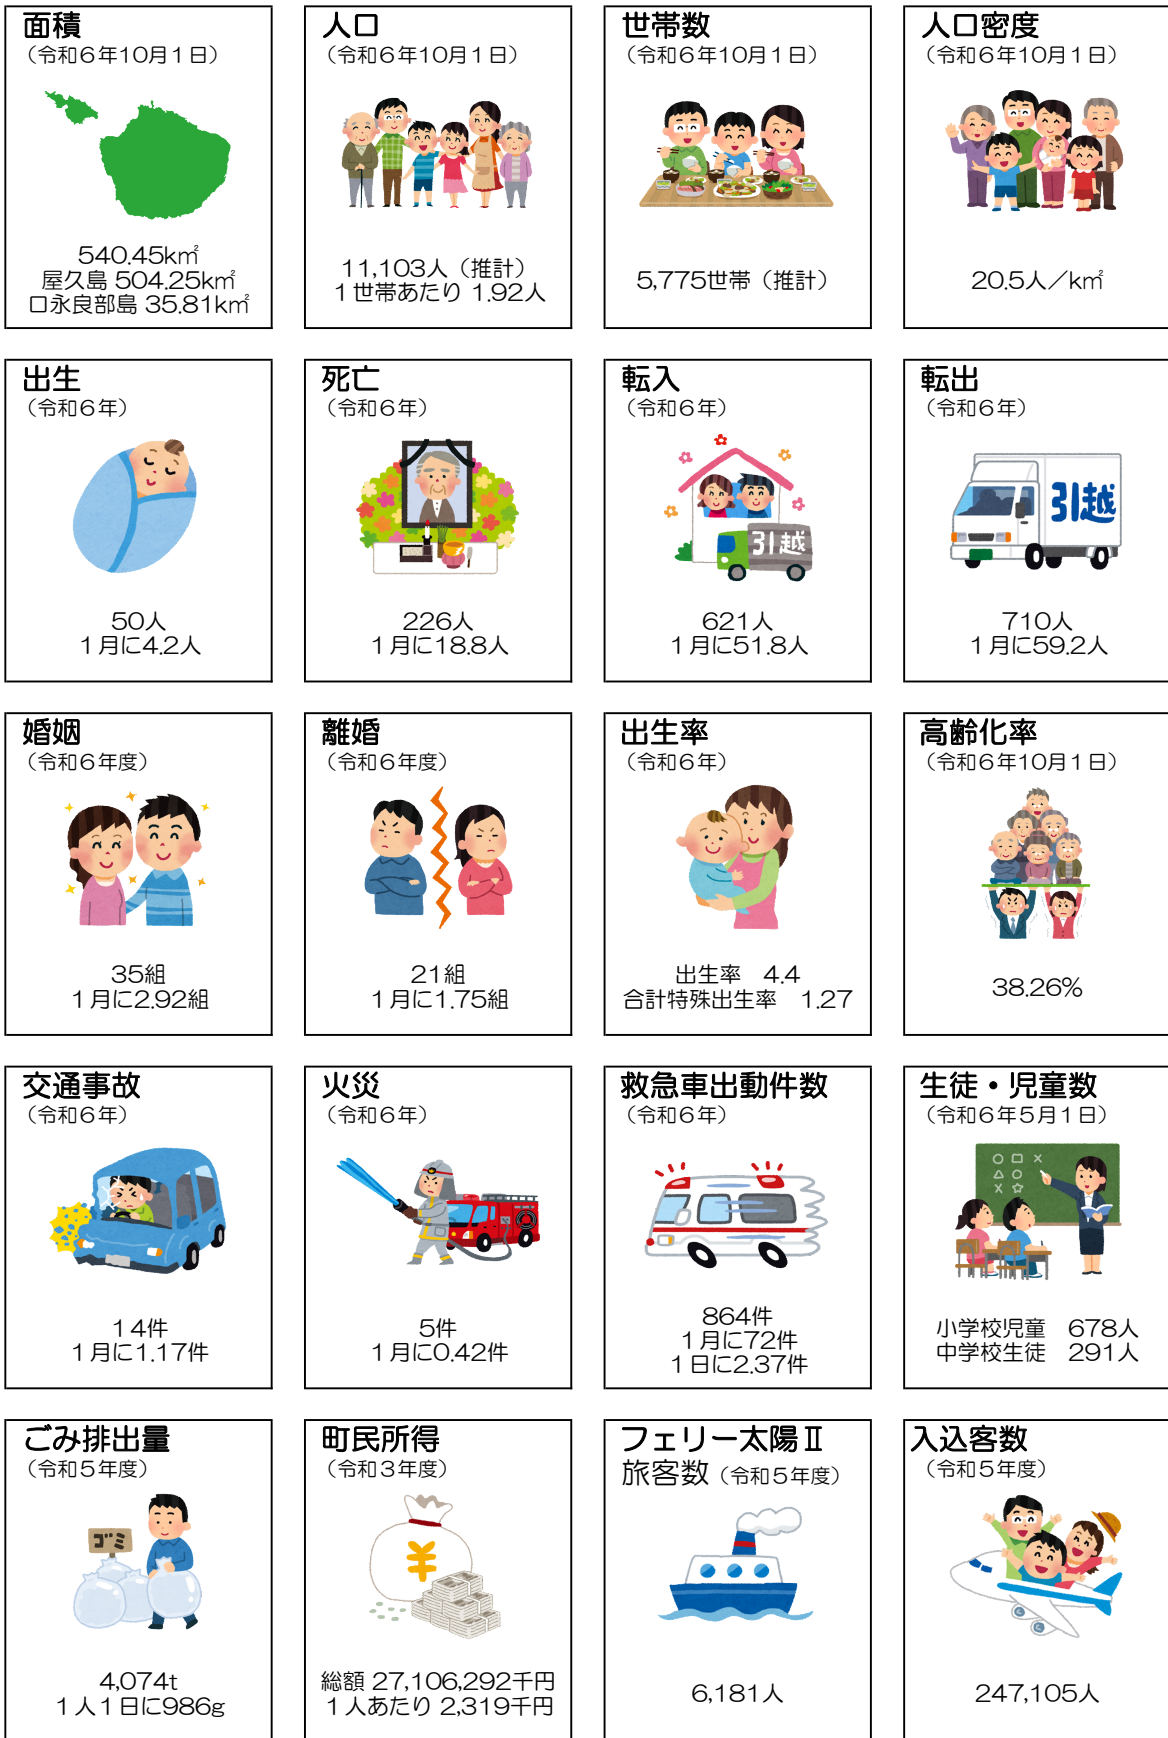 面積
（令和6年10月1日）
540.45k㎡
屋久島 504.25k㎡
口永良部島 35.81k㎡
人口
（令和6年10月1日）
11,103人（推計）
1世帯あたり 1.92人
世帯数
（令和6年10月1日）
5,775世帯（推計）
人口密度
（令和6年10月1日）
20.5人／k㎡
出生
（令和6年）
50人
1月に4.2人
死亡
（令和6年）
226人
1月に18.8人
転入
（令和6年）
引越
621人
1月に51.8人
転出
（令和6年）
引越
710人
1月に59.2人
婚姻
（令和6年度）
35組
1月に2.92組
離婚
（令和6年度）
21組
1月に1.75組
出生率
（令和6年）
出生率　4.4
合計特殊出生率　1.27
高齢化率
（令和6年10月1日）
38.26%
交通事故
（令和6年）
14件
1月に1.17件
火災
（令和6年）
5件
1月に0.42件
救急車出動件数
（令和6年）
864件
1月に72件
1日に2.37件
生徒・児童数
（令和6年5月1日）
小学校児童　678人
中学校生徒　291人
ごみ排出量
（令和5年度）
ゴミ
4,074t
1人1日に986g
町民所得
（令和3年度）
¥
総額 27,106,292千円
1人あたり 2,319千円
フェリー太陽Ⅱ
旅客数（令和5年度）
6,181人
入込客数
（令和5年度）
247,105人